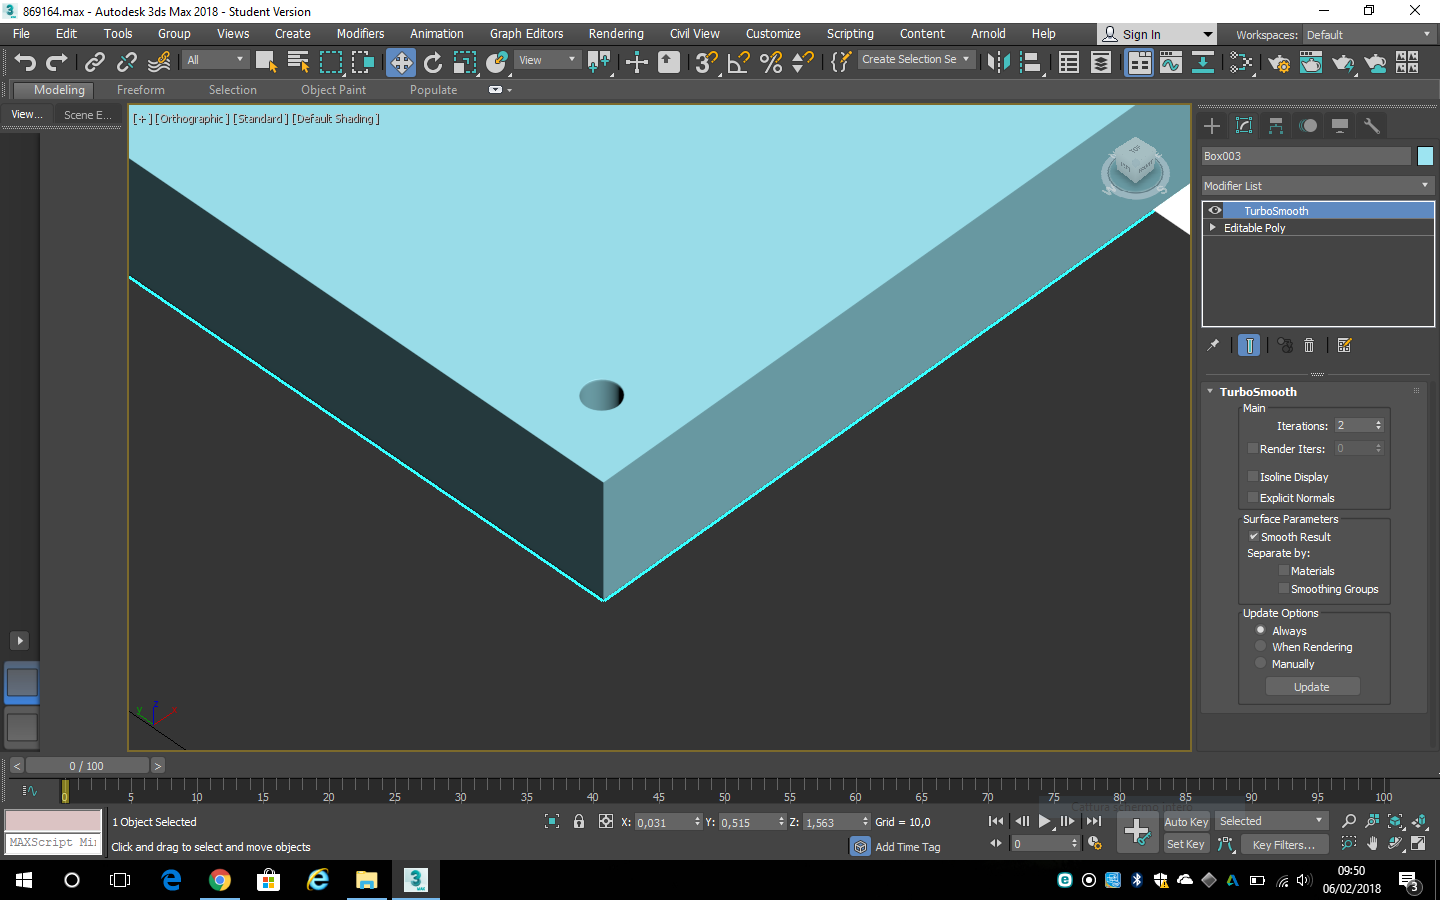 869164.max - Autodesk 3ds Max 2018 - Student Version
File Edit Tools Group Views Create Modifiers Animation Graph Editors Rendering Civil View Customize Scripting Content Arnold Help Sign In Workspaces: Default
All View Create Selection Se
Modeling Freeform Selection Object Paint Populate
View... Scene E...
[+] [Orthographic] [Standard] [Default Shading]
Box003
Modifier List
TurboSmooth
Editable Poly
TurboSmooth
Main
Iterations: 2
Render Iters: 0
Isoline Display
Explicit Normals
Surface Parameters
Smooth Result
Separate by:
Materials
Smoothing Groups
Update Options
Always
When Rendering
Manually
Update
0 / 100
0 5 10 15 20 25 30 35 40 45 50 55 60 65 70 75 80 85 90 95 100
Cattura schermo intero
1 Object Selected X: 0,031 Y: 0,515 Z: 1,563 Grid = 10,0 Auto Key Selected
MAXScript Mi
Click and drag to select and move objects Add Time Tag 0 Set Key Key Filters...
09:50
06/02/2018
3